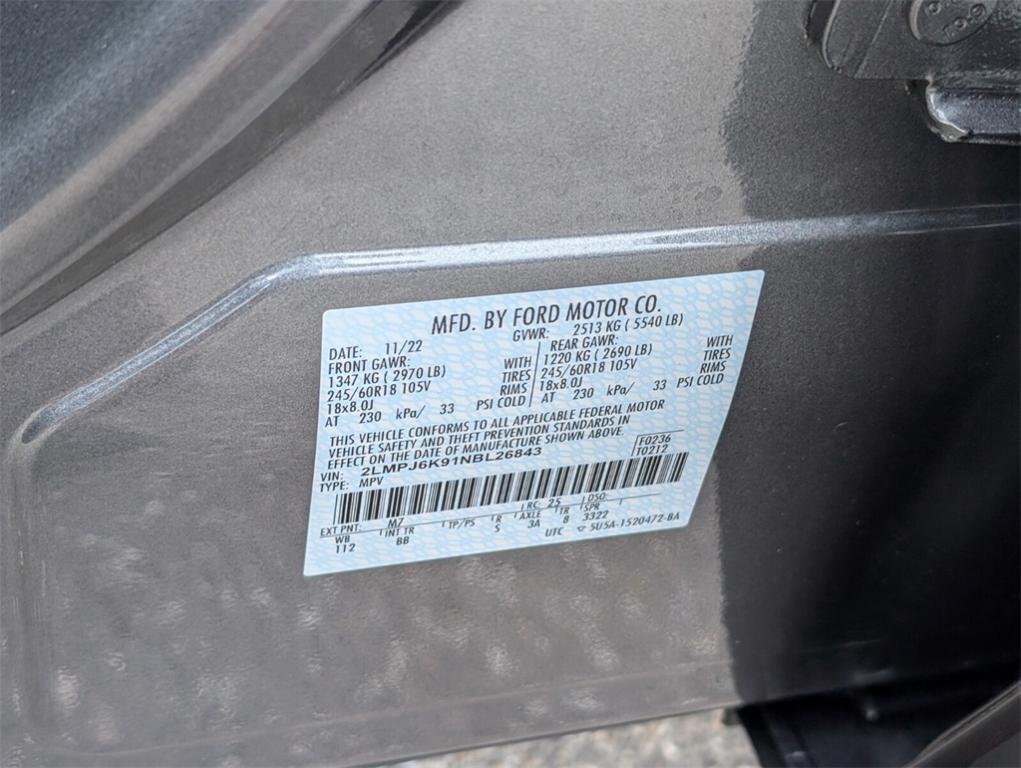 MFD. BY FORD MOTOR CO.
DATE: 11/22 GVWR: 2513 KG ( 5540 LB)
FRONT GAWR: REAR GAWR:
1347 KG ( 2970 LB) WITH 1220 KG ( 2690 LB) WITH
245/60R18 105V TIRES 245/60R18 105V TIRES
18x8.0J RIMS 18x8.0J RIMS
AT 230 kPa/ 33 PSI COLD AT 230 kPa/ 33 PSI COLD
THIS VEHICLE CONFORMS TO ALL APPLICABLE FEDERAL MOTOR
VEHICLE SAFETY AND THEFT PREVENTION STANDARDS IN
EFFECT ON THE DATE OF MANUFACTURE SHOWN ABOVE.
VIN: 2LMPJ6K91NBL26843 F0236
TYPE: MPV T0212
EXT PNT: M7 RC: 25 DSO:
WB INT TR TP/PS R AXLE TR SPR
112 BB S 3A 8 3322
UTC 5U5A-1520472-BA